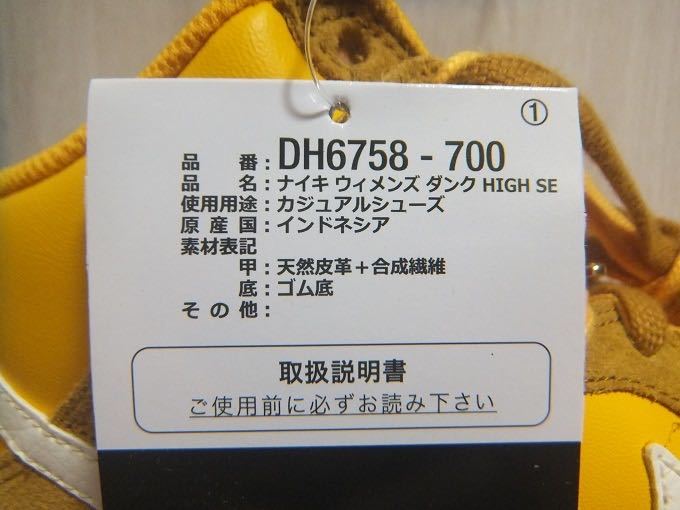 ①
品番：DH6758 - 700
品名：ナイキ ウィメンズ ダンク HIGH SE
使用用途：カジュアルシューズ
原産国：インドネシア
素材表記
甲：天然皮革＋合成繊維
底：ゴム底
その他：
取扱説明書
ご使用前に必ずお読み下さい